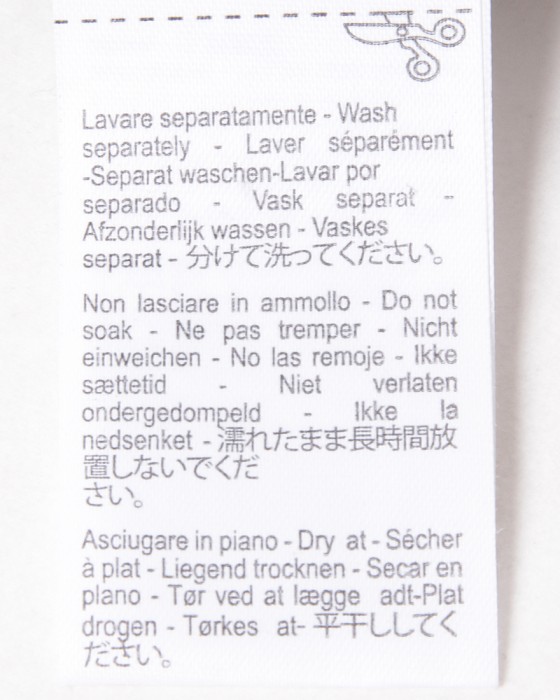 Lavare separatamente - Wash
separately - Laver séparément
-Separat waschen-Lavar por
separado - Vask separat -
Afzonderlijk wassen - Vaskes
separat - 分けて洗ってください。
Non lasciare in ammollo - Do not
soak - Ne pas tremper - Nicht
einweichen - No las remoje - Ikke
sættetid - Niet verlaten
ondergedompeld - Ikke la
nedsenket - 濡れたまま長時間放
置しないでくだ
さい。
Asciugare in piano - Dry at - Sécher
à plat - Liegend trocknen - Secar en
plano - Tør ved at lægge adt-Plat
drogen - Tørkes at- 平干ししてく
ださい。